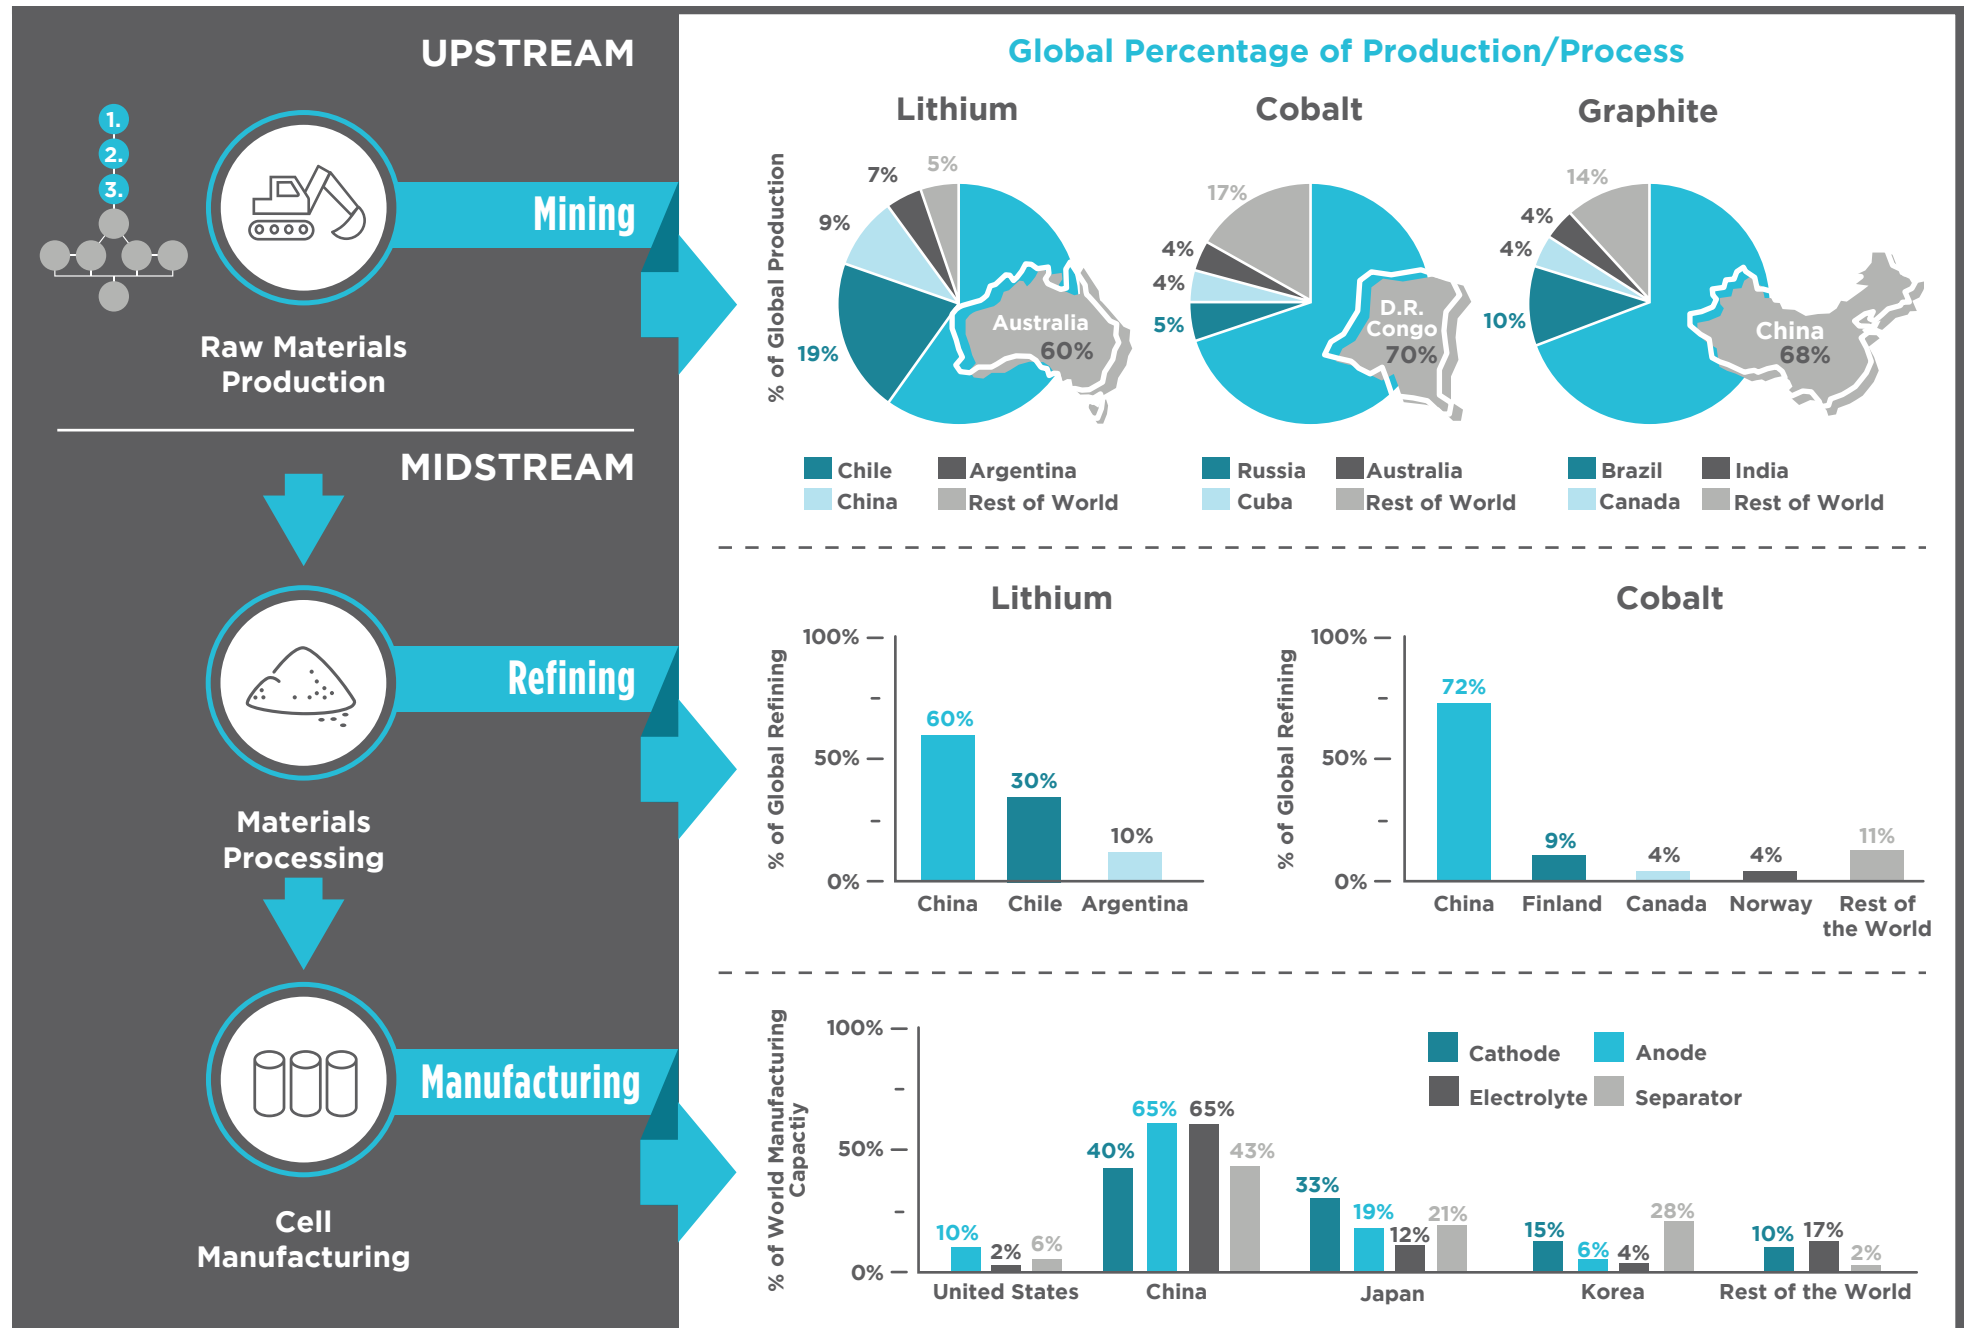 UPSTREAM
1.
2.
3.
Mining
Raw Materials
Production
MIDSTREAM
Refining
Materials
Processing
Manufacturing
Cell
Manufacturing
Global Percentage of Production/Process
Lithium
Cobalt
Graphite
% of Global Production
5%
7%
9%
19%
Australia
60%
17%
4%
4%
5%
D.R.
Congo
70%
14%
4%
4%
10%
China
68%
Chile
Argentina
China
Rest of World
Russia
Australia
Cuba
Rest of World
Brazil
India
Canada
Rest of World
Lithium
% of Global Refining
100%
50%
0%
60%
30%
10%
China
Chile
Argentina
Cobalt
% of Global Refining
100%
50%
0%
72%
9%
4%
4%
11%
China
Finland
Canada
Norway
Rest of
the World
% of World Manufacturing
Capactiy
100%
50%
0%
Cathode
Anode
Electrolyte
Separator
10%
2%
6%
40%
65%
65%
43%
33%
19%
12%
21%
15%
6%
4%
28%
10%
17%
2%
United States
China
Japan
Korea
Rest of the World